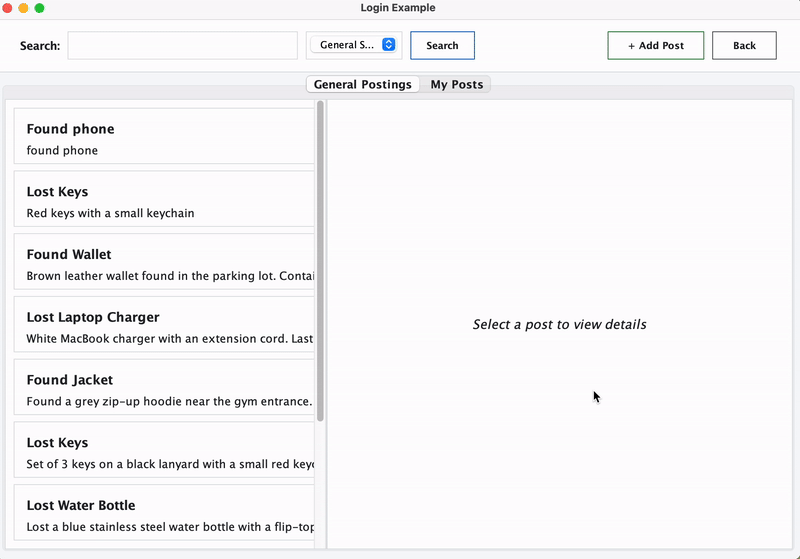 Login Example
Search:
General S...
Search
+ Add Post
Back
General Postings
My Posts
Found phone
found phone
Lost Keys
Red keys with a small keychain
Found Wallet
Brown leather wallet found in the parking lot. Contai
Lost Laptop Charger
White MacBook charger with an extension cord. Last
Found Jacket
Found a grey zip-up hoodie near the gym entrance.
Lost Keys
Set of 3 keys on a black lanyard with a small red keyc
Lost Water Bottle
Lost a blue stainless steel water bottle with a flip-top
Select a post to view details